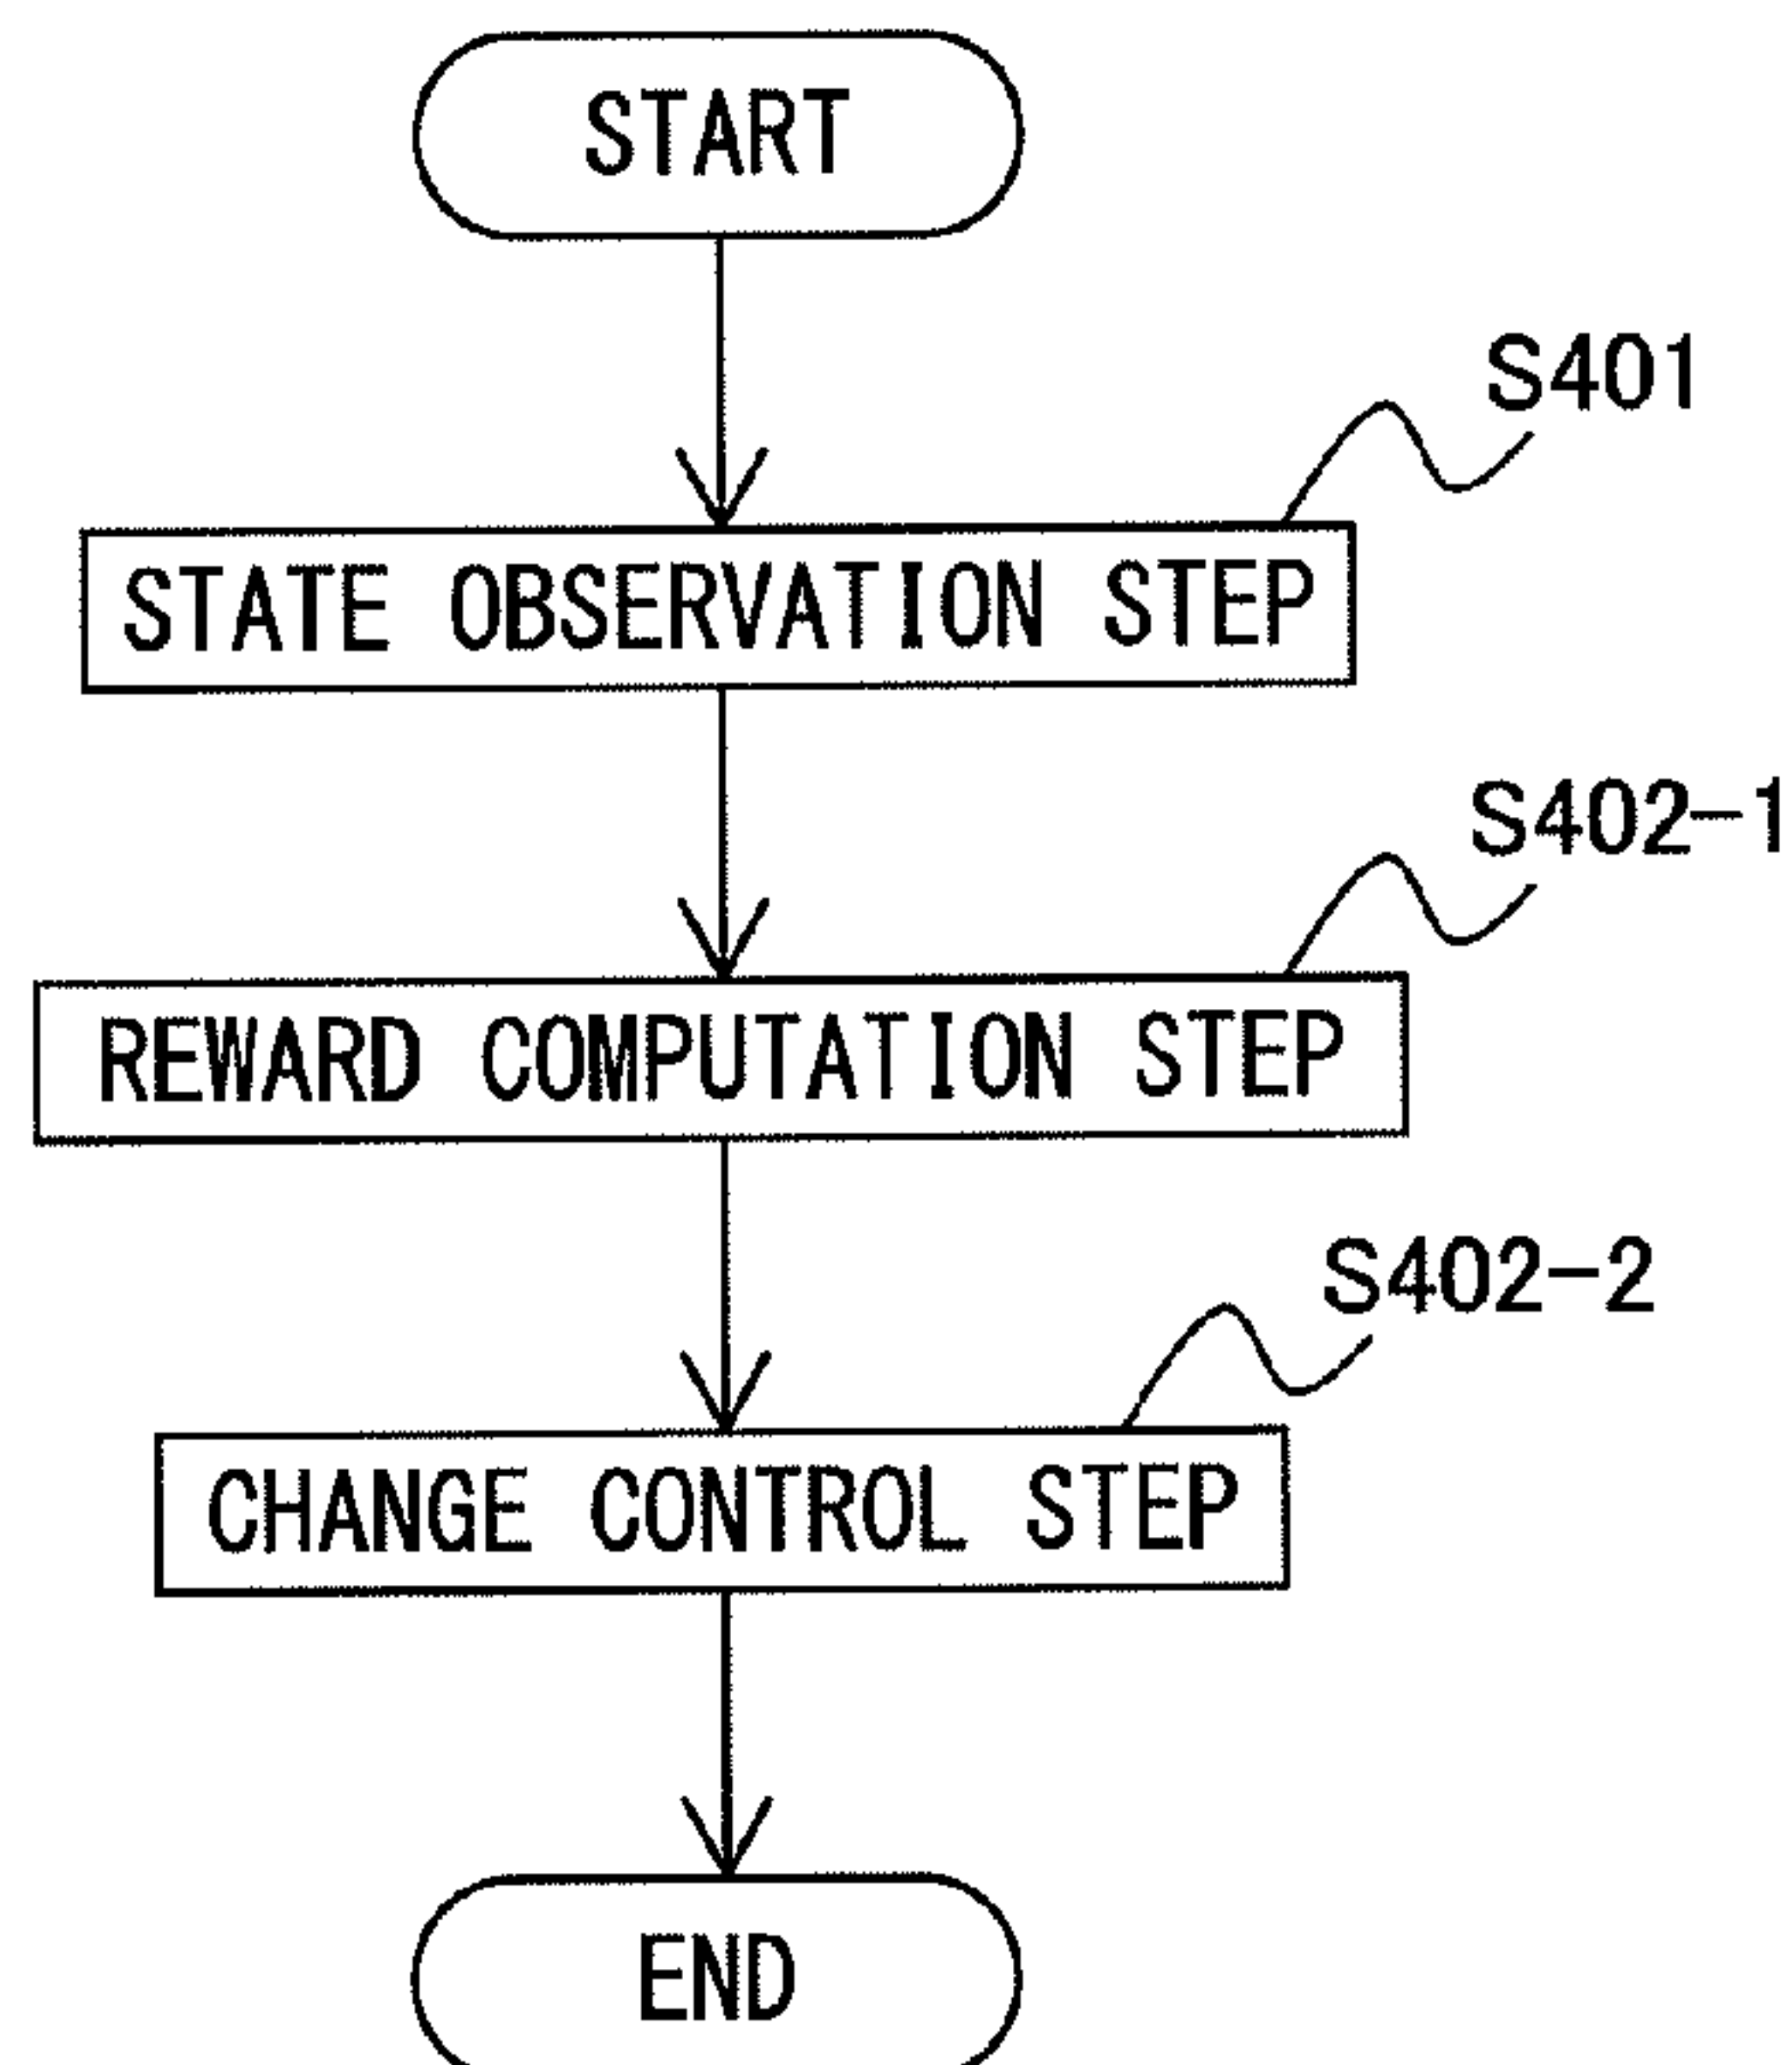 START
S401
STATE OBSERVATION STEP
S402-1
REWARD COMPUTATION STEP
S402-2
CHANGE CONTROL STEP
END